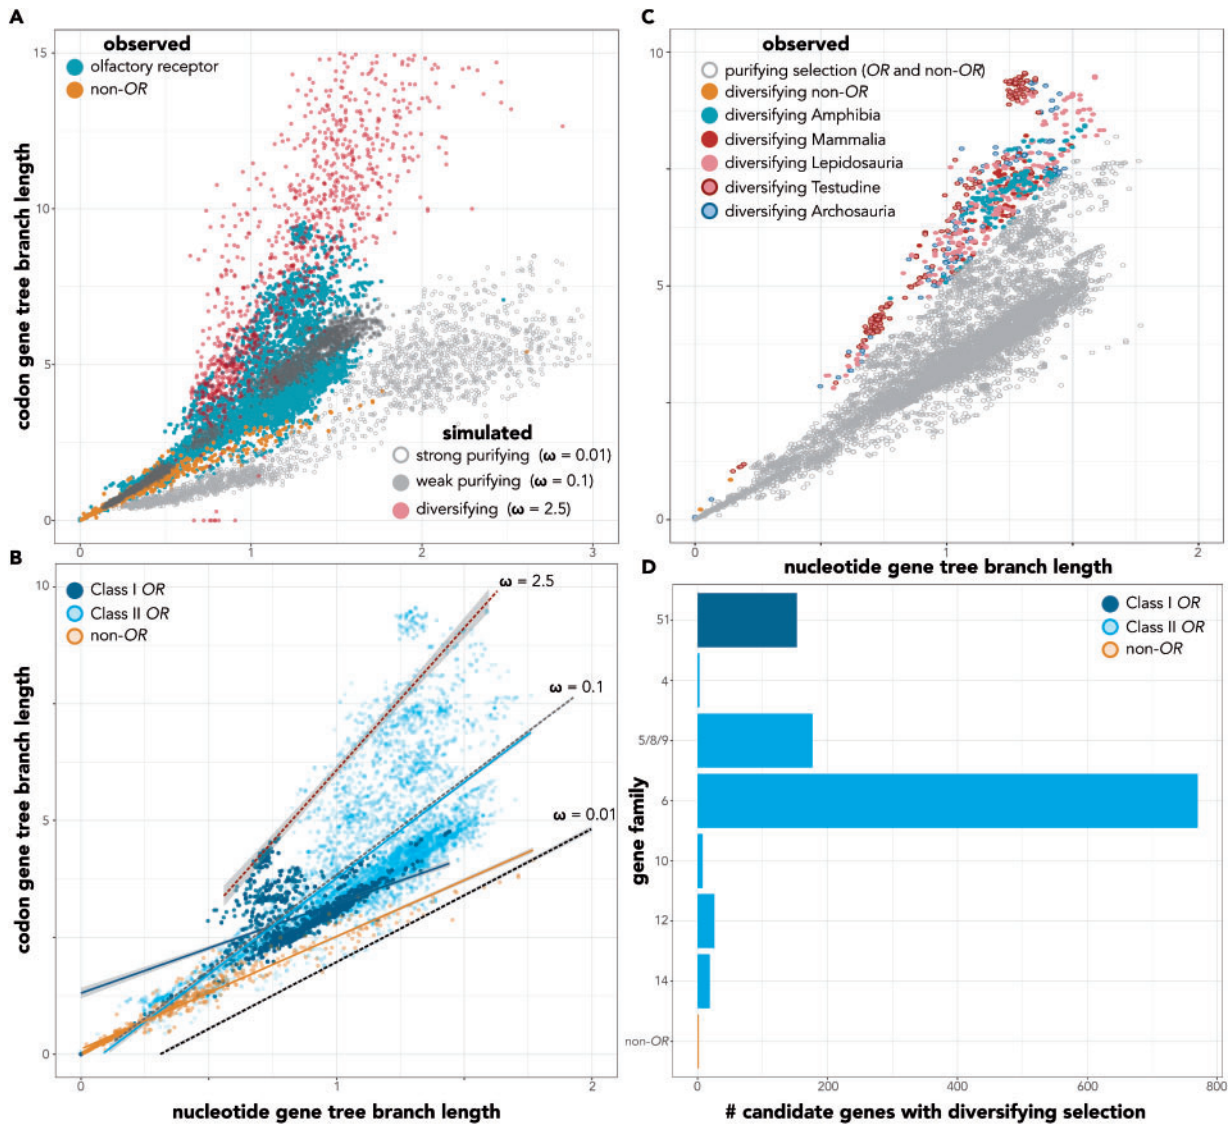 A
observed
olfactory receptor
non-OR
15
10
5
0
codon gene tree branch length
simulated
strong purifying (ω = 0.01)
weak purifying (ω = 0.1)
diversifying (ω = 2.5)
0
1
2
3
C
observed
purifying selection (OR and non-OR)
diversifying non-OR
diversifying Amphibia
diversifying Mammalia
diversifying Lepidosauria
diversifying Testudine
diversifying Archosauria
10
5
0
0
1
2
nucleotide gene tree branch length
B
Class I OR
Class II OR
non-OR
ω = 2.5
ω = 0.1
ω = 0.01
10
5
0
codon gene tree branch length
0
1
2
nucleotide gene tree branch length
D
Class I OR
Class II OR
non-OR
gene family
51
4
5/8/9
6
10
12
14
non-OR
0
200
400
600
800
# candidate genes with diversifying selection